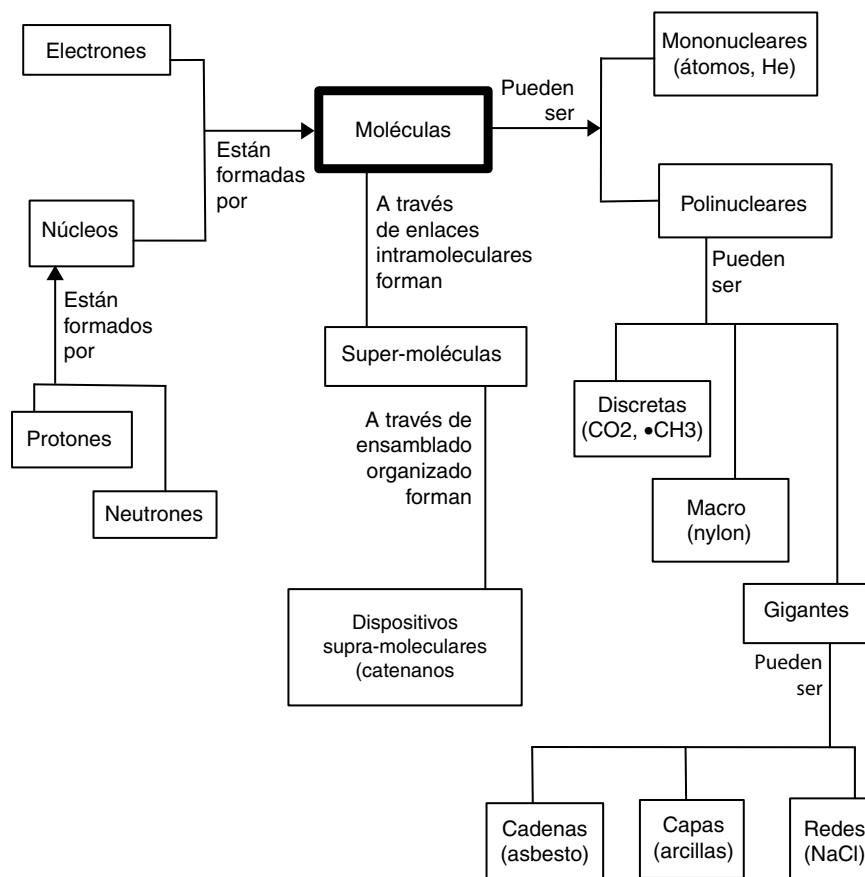 Electrones
Mononucleares
(átomos, He)
Pueden
ser
Moléculas
Están
formadas
por
Núcleos
A través
de enlaces
intramoleculares
forman
Polinucleares
Pueden
ser
Están
formados
por
Super-moléculas
Discretas
(CO2, •CH3)
Protones
A través de
ensamblado
organizado
forman
Neutrones
Macro
(nylon)
Dispositivos
supra-moleculares
(catenanos
Gigantes
Pueden
ser
Cadenas
(asbesto)
Capas
(arcillas)
Redes
(NaCl)